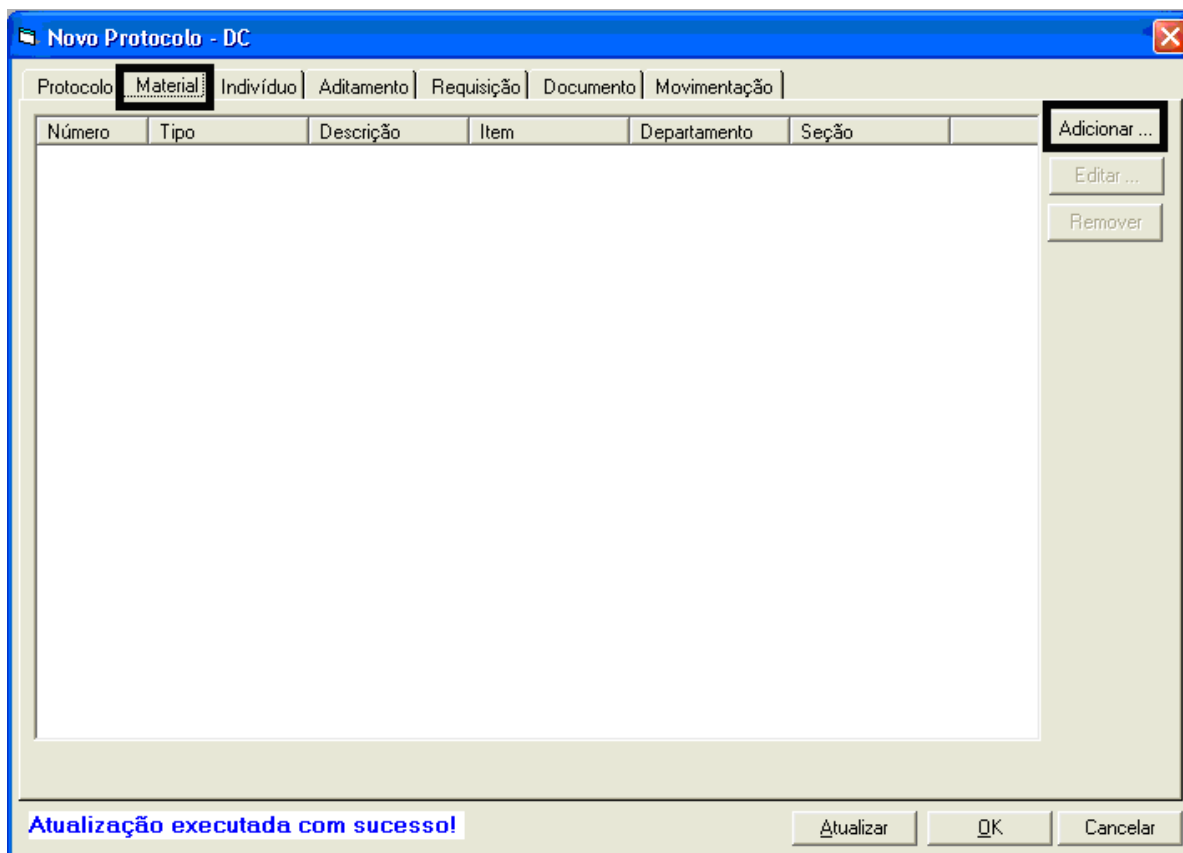 Novo Protocolo - DC
Protocolo Material Indivíduo Aditamento Requisição Documento Movimentação
Número Tipo Descrição Item Departamento Seção
Adicionar ...
Editar ...
Remover
Atualização executada com sucesso!
Atualizar OK Cancelar